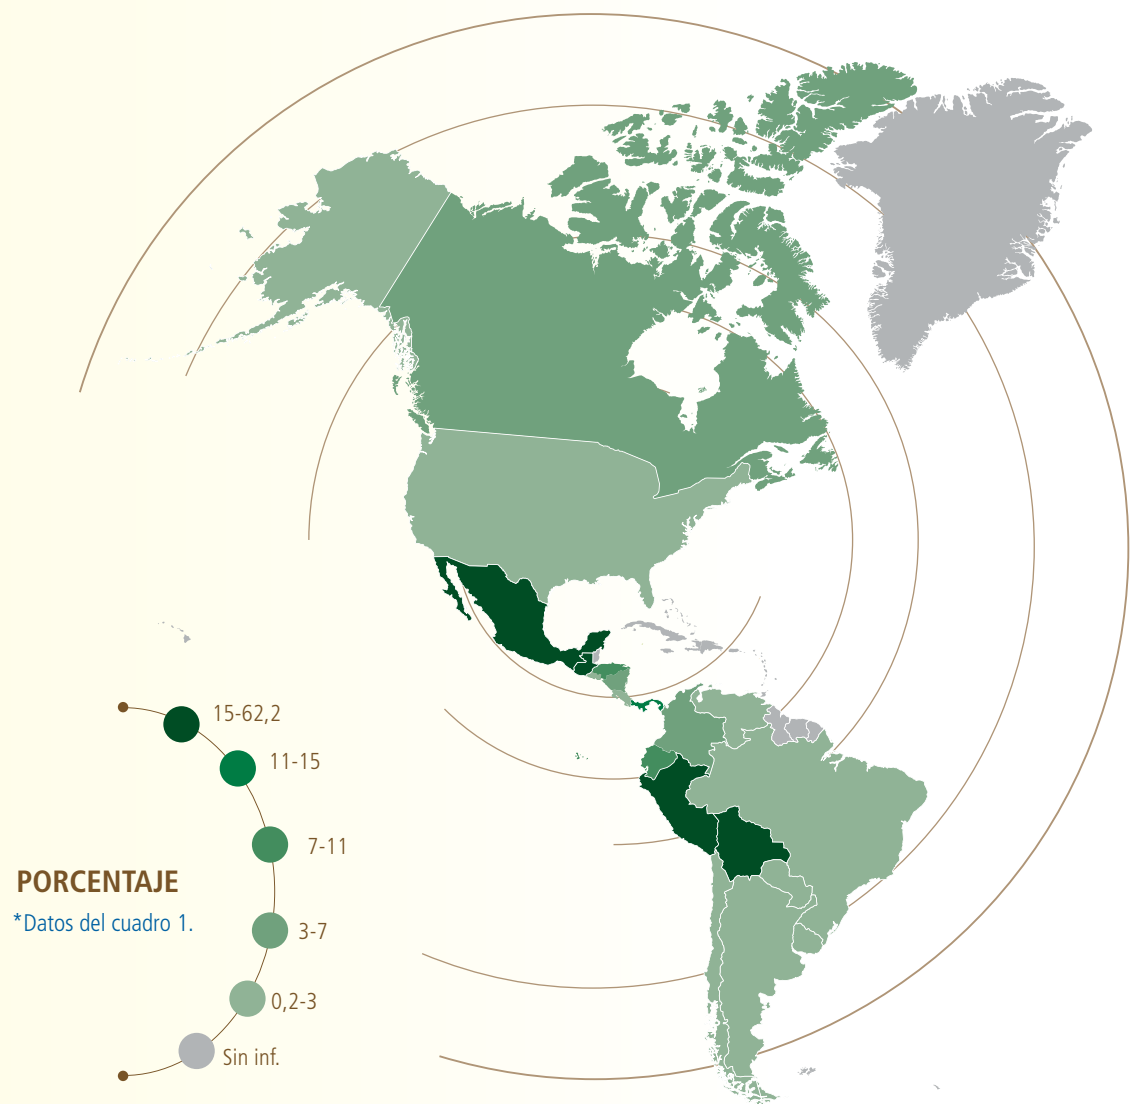 15-62,2
11-15
7-11
PORCENTAJE
*Datos del cuadro 1.
3-7
0,2-3
Sin inf.